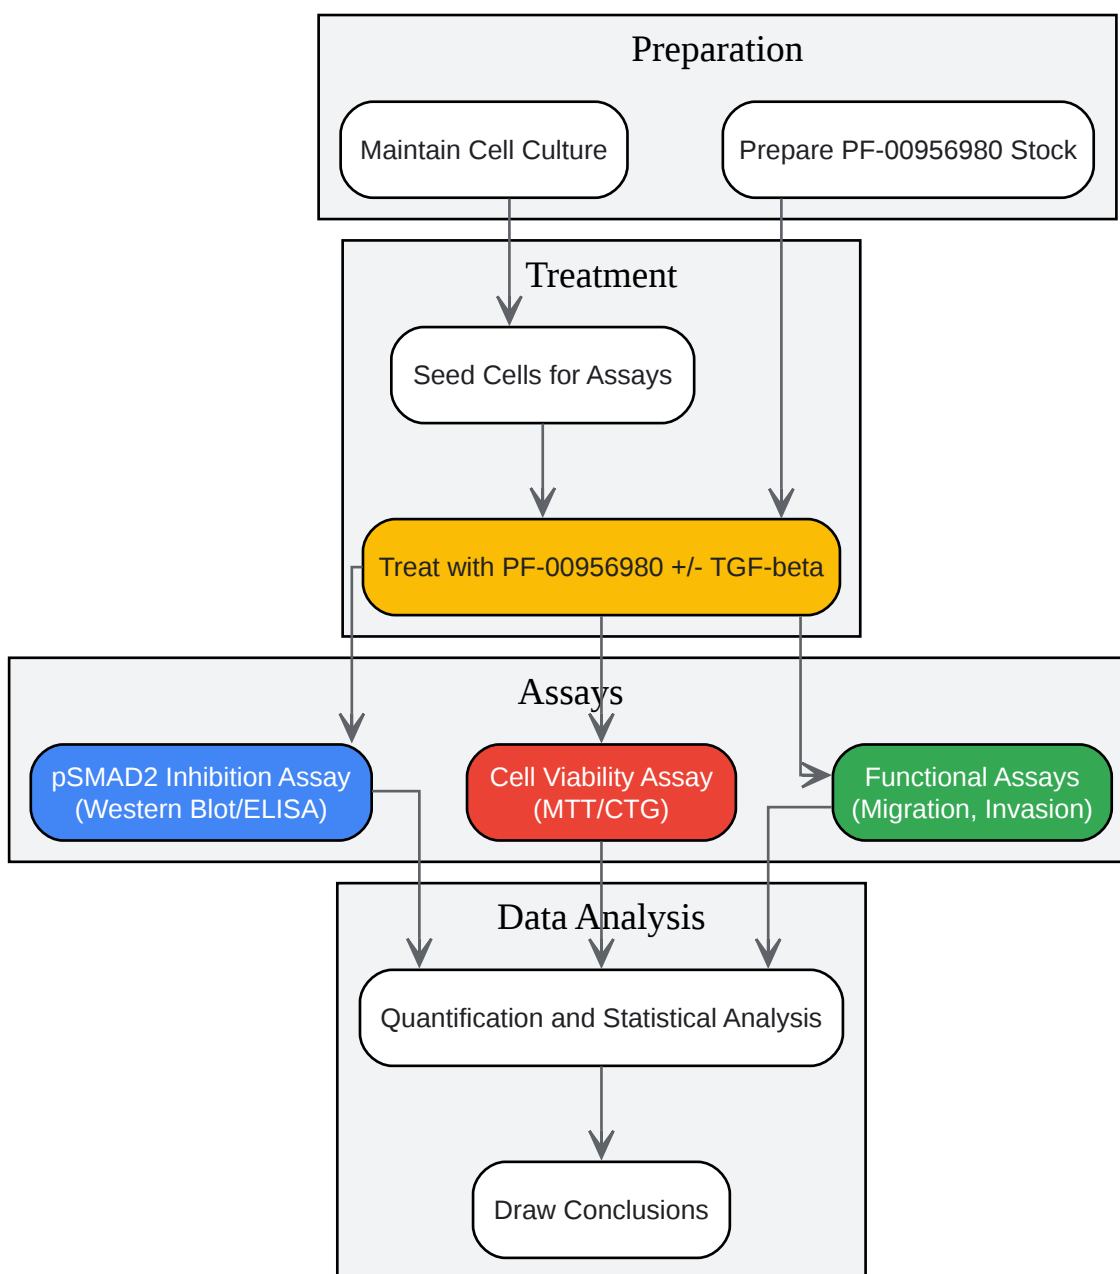 Preparation
Maintain Cell Culture
Prepare PF-00956980 Stock
Treatment
Seed Cells for Assays
Treat with PF-00956980 +/- TGF-beta
Assays
pSMAD2 Inhibition Assay
(Western Blot/ELISA)
Cell Viability Assay
(MTT/CTG)
Functional Assays
(Migration, Invasion)
Data Analysis
Quantification and Statistical Analysis
Draw Conclusions